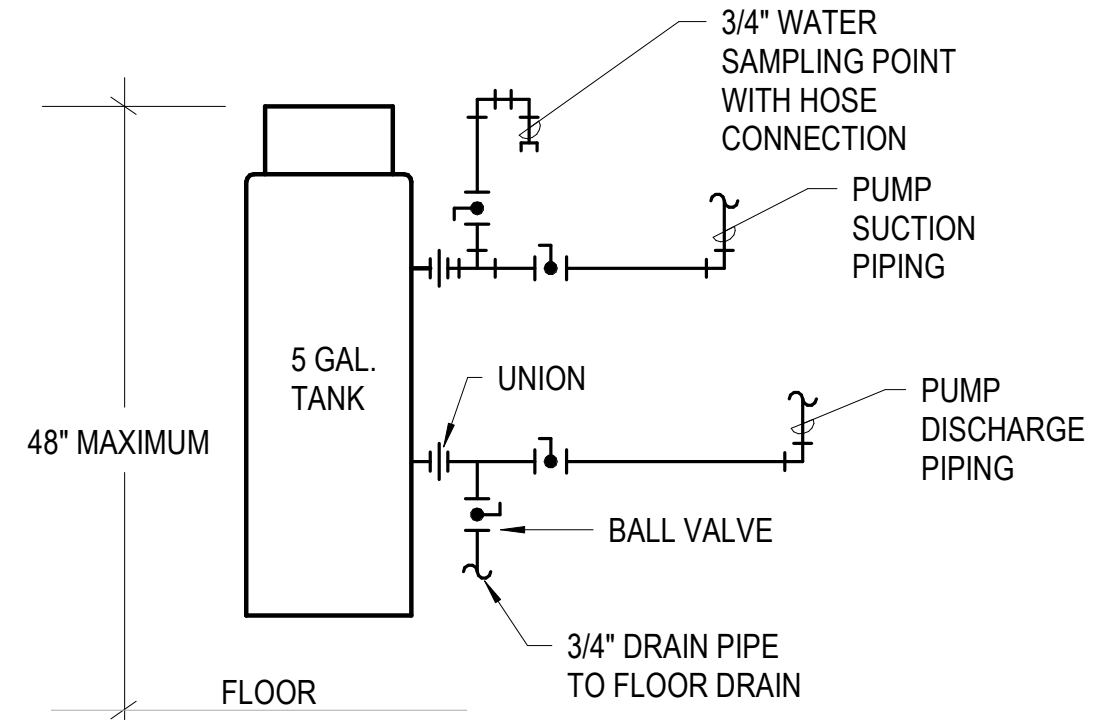 3/4" WATER
SAMPLING POINT
WITH HOSE
CONNECTION
PUMP
SUCTION
PIPING
5 GAL.
TANK
UNION
PUMP
DISCHARGE
PIPING
48" MAXIMUM
BALL VALVE
3/4" DRAIN PIPE
TO FLOOR DRAIN
FLOOR